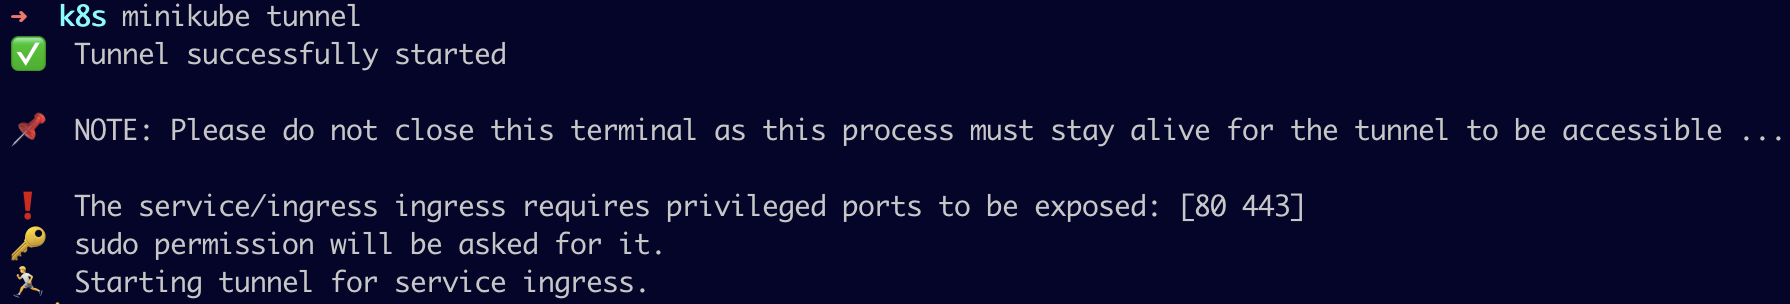 → k8s minikube tunnel
✅ Tunnel successfully started
📌 NOTE: Please do not close this terminal as this process must stay alive for the tunnel to be accessible ...
❗ The service/ingress ingress requires privileged ports to be exposed: [80 443]
🔑 sudo permission will be asked for it.
🏃 Starting tunnel for service ingress.